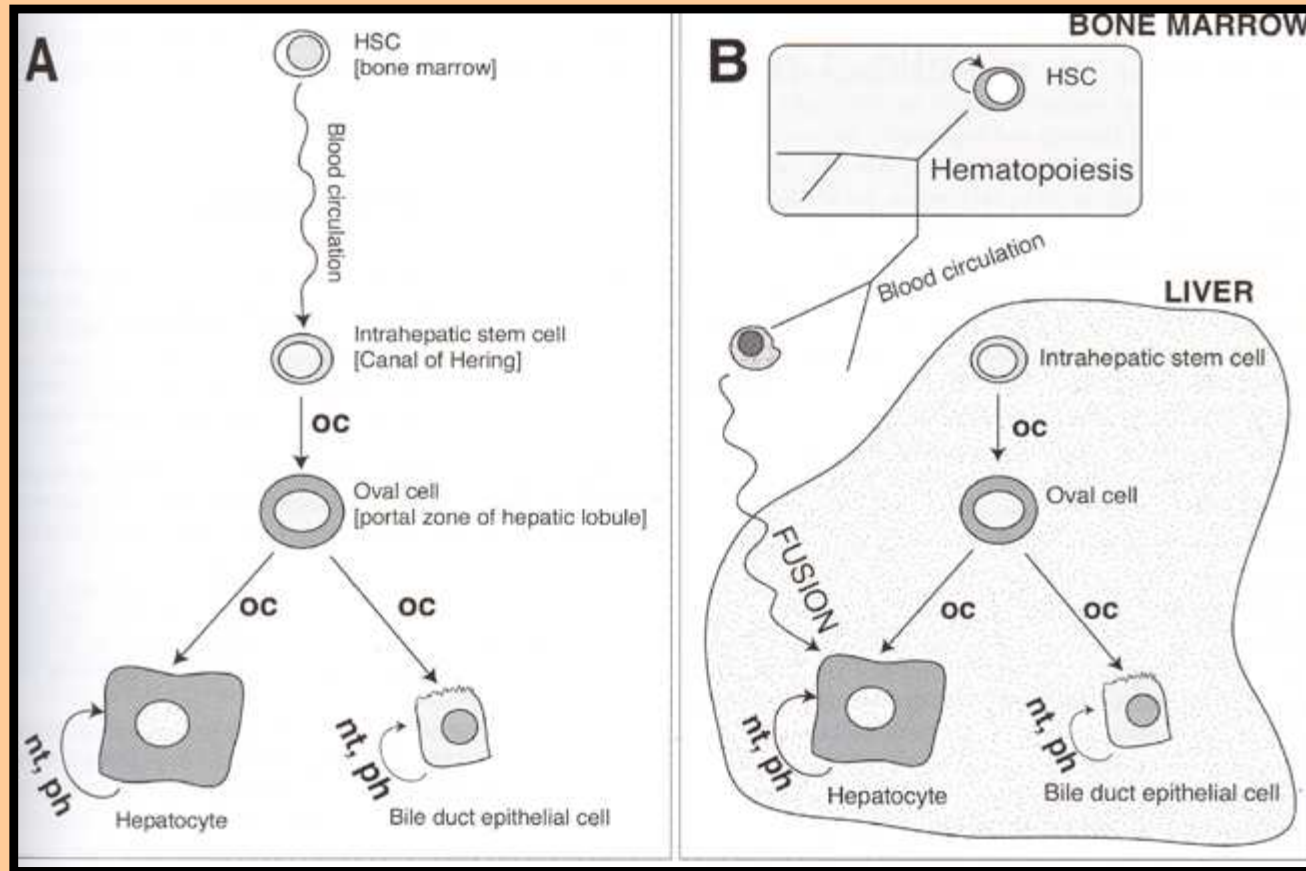 A
HSC
[bone marrow]
Blood circulation
Intrahepatic stem cell
[Canal of Hering]
oc
Oval cell
[portal zone of hepatic lobule]
oc
oc
nt, ph
nt, ph
Hepatocyte
Bile duct epithelial cell
BONE MARROW
B
HSC
Hematopoiesis
Blood circulation
LIVER
Intrahepatic stem cell
oc
Oval cell
FUSION
oc
oc
nt, ph
nt, ph
Hepatocyte
Bile duct epithelial cell